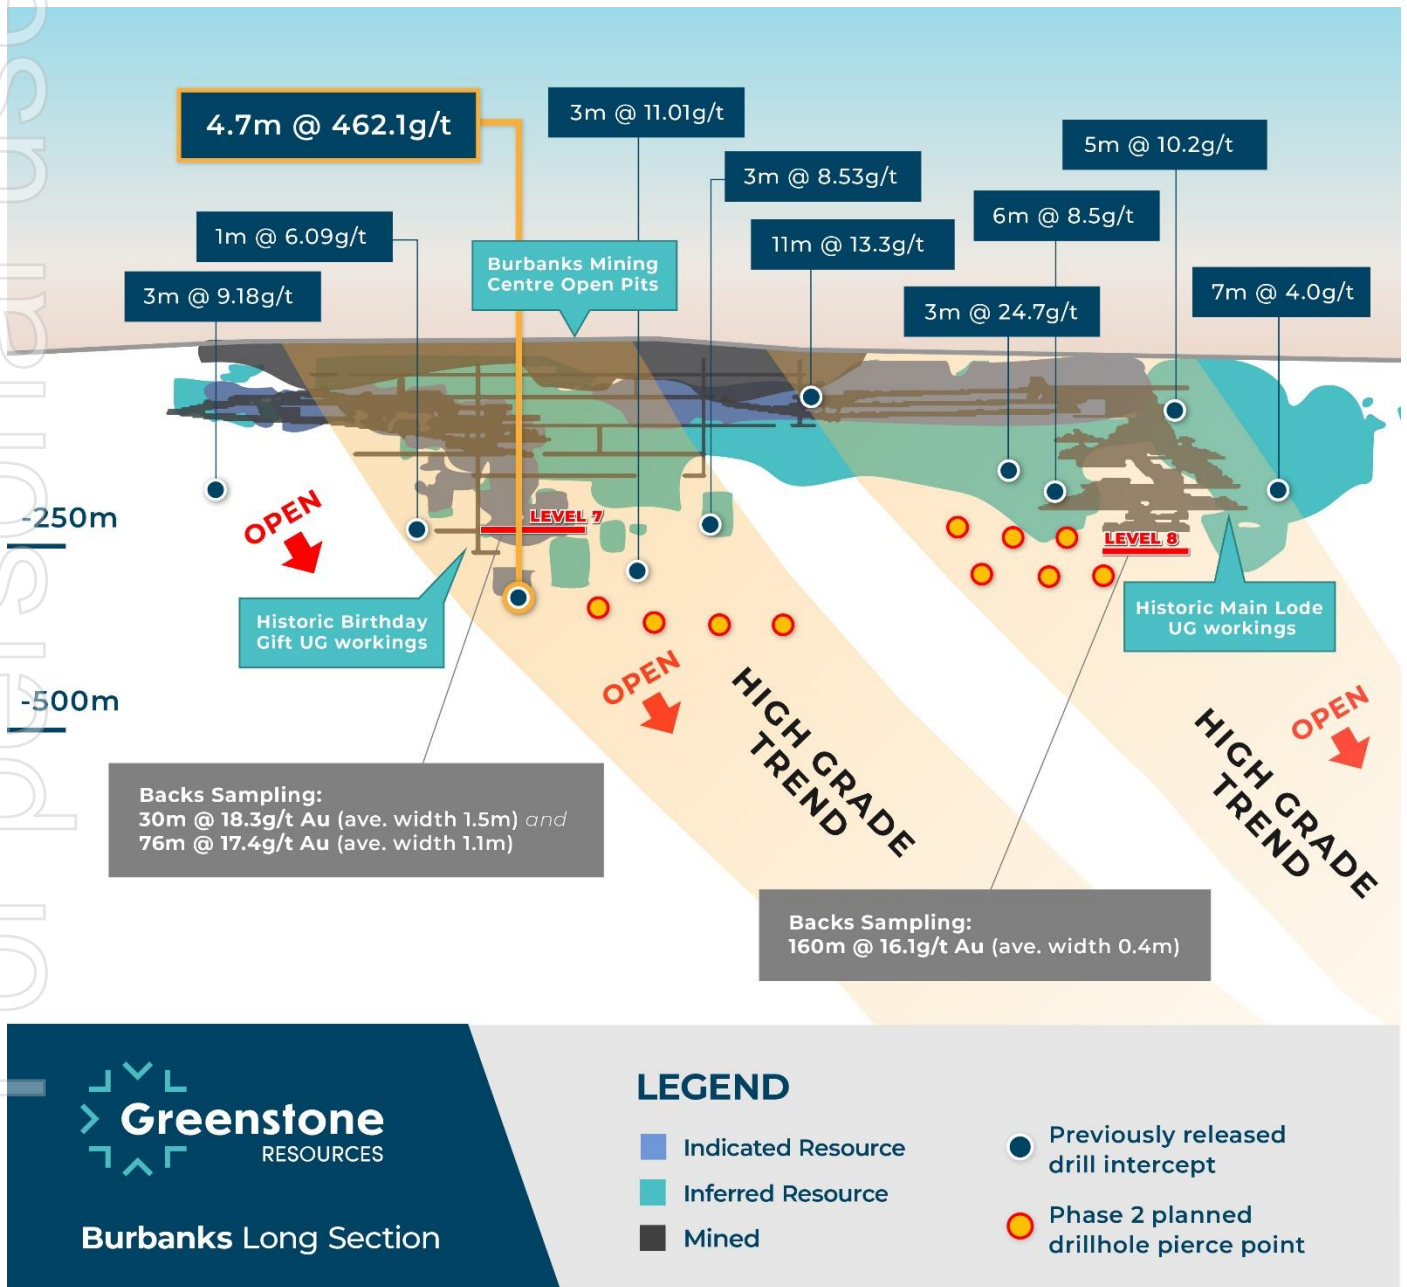 For personal use
4.7m @ 462.1g/t
3m @ 11.01g/t
5m @ 10.2g/t
3m @ 8.53g/t
6m @ 8.5g/t
1m @ 6.09g/t
11m @ 13.3g/t
Burbanks Mining
Centre Open Pits
3m @ 9.18g/t
7m @ 4.0g/t
3m @ 24.7g/t
-250m
OPEN
LEVEL 7
LEVEL 8
Historic Birthday
Gift UG workings
Historic Main Lode
UG workings
-500m
OPEN
HIGH GRADE
TREND
OPEN
HIGH GRADE
TREND
Backs Sampling:
30m @ 18.3g/t Au (ave. width 1.5m) and
76m @ 17.4g/t Au (ave. width 1.1m)
Backs Sampling:
160m @ 16.1g/t Au (ave. width 0.4m)
Greenstone
RESOURCES
Burbanks Long Section
LEGEND
Indicated Resource
Inferred Resource
Mined
Previously released
drill intercept
Phase 2 planned
drillhole pierce point